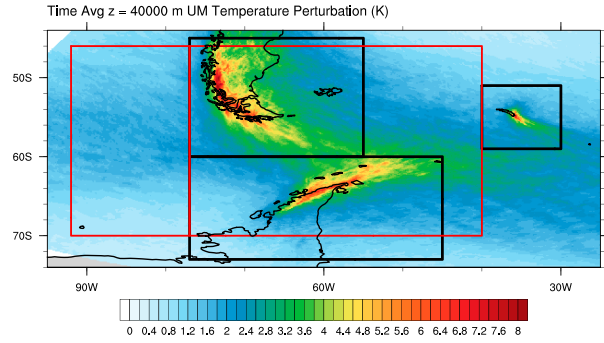 Time Avg z = 40000 m UM Temperature Perturbation (K)
50S
60S
70S
90W 60W 30W
0 0.4 0.8 1.2 1.6 2 2.4 2.8 3.2 3.6 4 4.4 4.8 5.2 5.6 6 6.4 6.8 7.2 7.6 8